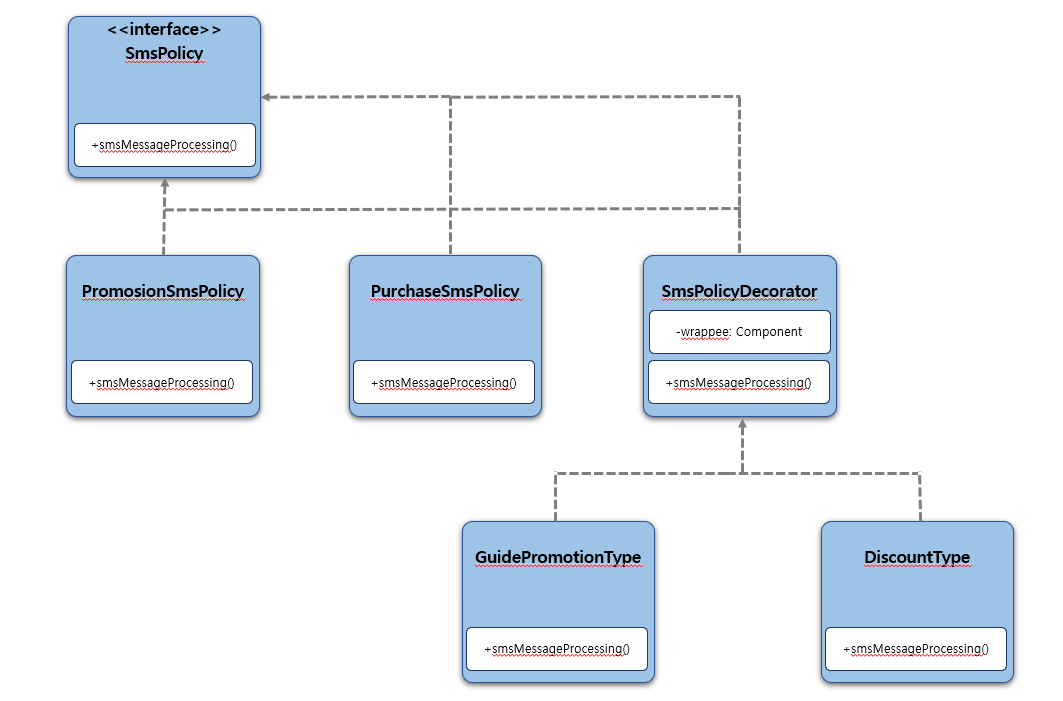 <<interface>>
SmsPolicy
+smsMessageProcessing()
PromosionSmsPolicy
+smsMessageProcessing()
PurchaseSmsPolicy
+smsMessageProcessing()
SmsPolicyDecorator
-wrappee: Component
+smsMessageProcessing()
GuidePromotionType
+smsMessageProcessing()
DiscountType
+smsMessageProcessing()